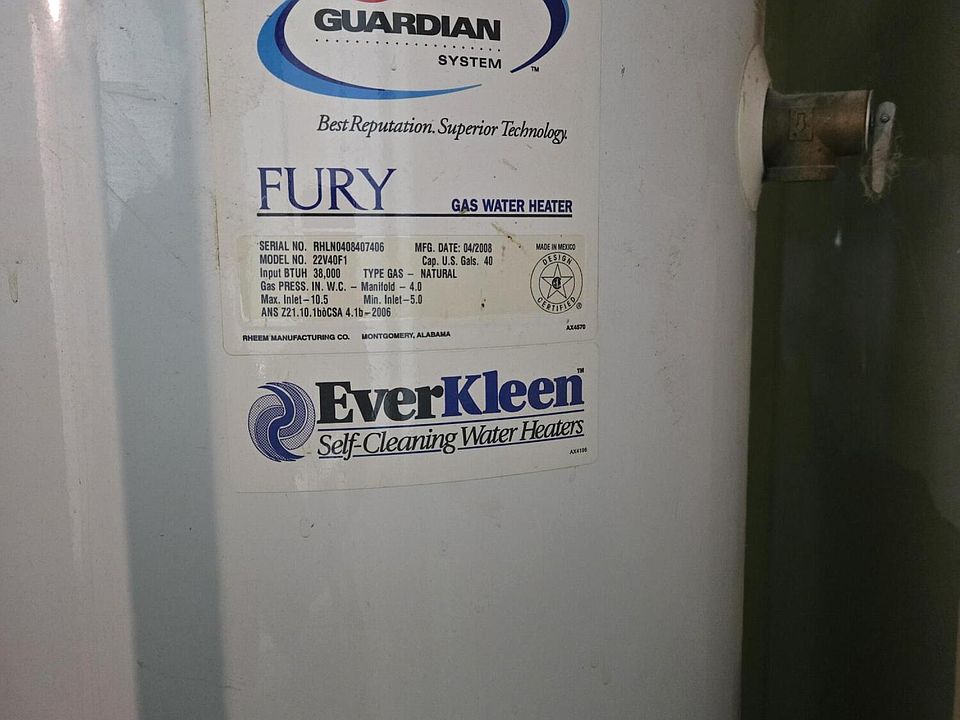 GUARDIAN
SYSTEM
™
Best Reputation. Superior Technology.
FURY
GAS WATER HEATER
SERIAL NO. RHLN0408407406 MFG. DATE: 04/2008
MODEL NO. 22V40F1 Cap. U.S. Gals. 40
Input BTUH 38,000 TYPE GAS – NATURAL
Gas PRESS. IN. W.C. – Manifold – 4.0
Max. Inlet – 10.5 Min. Inlet – 5.0
ANS Z21.10.1bòCSA 4.1b – 2006
MADE IN MEXICO
DESIGN
CERTIFIED
®
AX4570
RHEEM MANUFACTURING CO. MONTGOMERY, ALABAMA
EverKleen™
Self-Cleaning Water Heaters